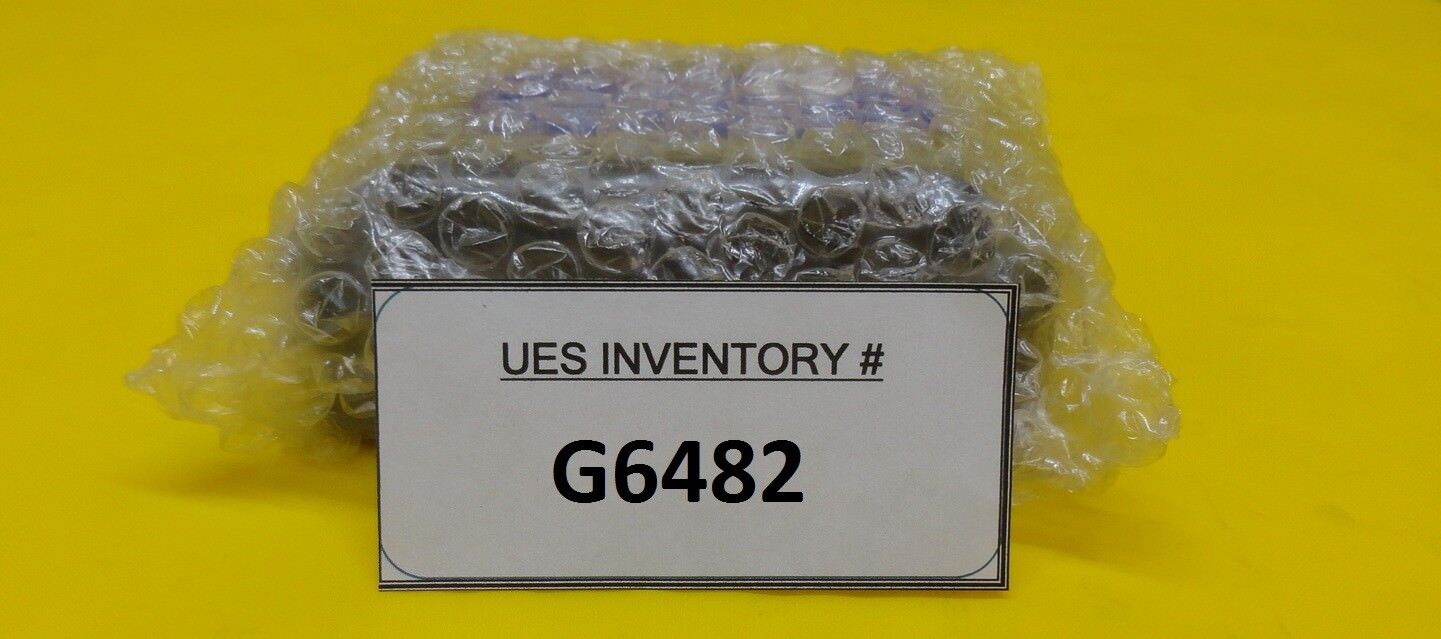 UES INVENTORY #
G6482